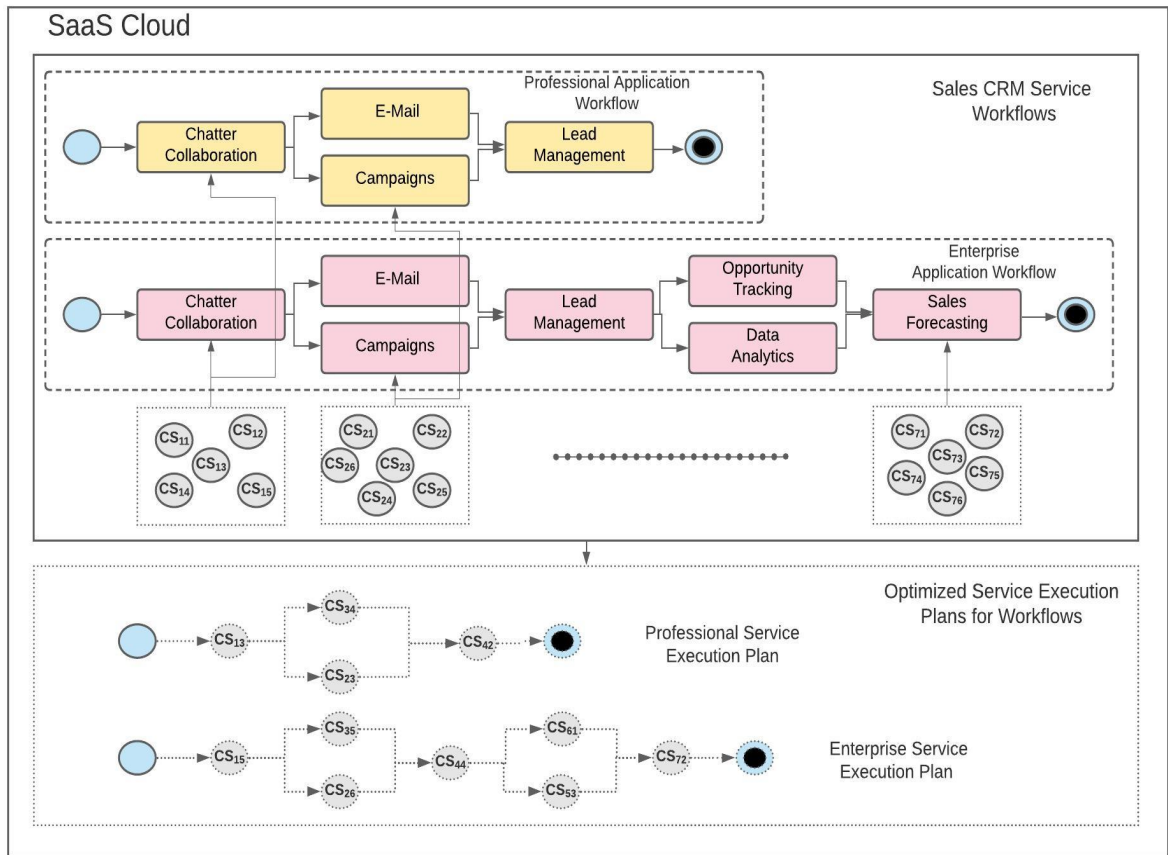 SaaS Cloud
Sales CRM Service
Workflows
Professional Application
Workflow
Chatter
Collaboration
E-Mail
Campaigns
Lead
Management
Enterprise
Application Workflow
Chatter
Collaboration
E-Mail
Campaigns
Lead
Management
Opportunity
Tracking
Data
Analytics
Sales
Forecasting
CS11
CS12
CS13
CS14
CS15
CS21
CS22
CS26
CS23
CS24
CS25
CS71
CS72
CS73
CS74
CS75
CS76
Optimized Service Execution
Plans for Workflows
CS13
CS34
CS23
CS42
Professional Service
Execution Plan
CS15
CS35
CS26
CS44
CS61
CS53
CS72
Enterprise Service
Execution Plan